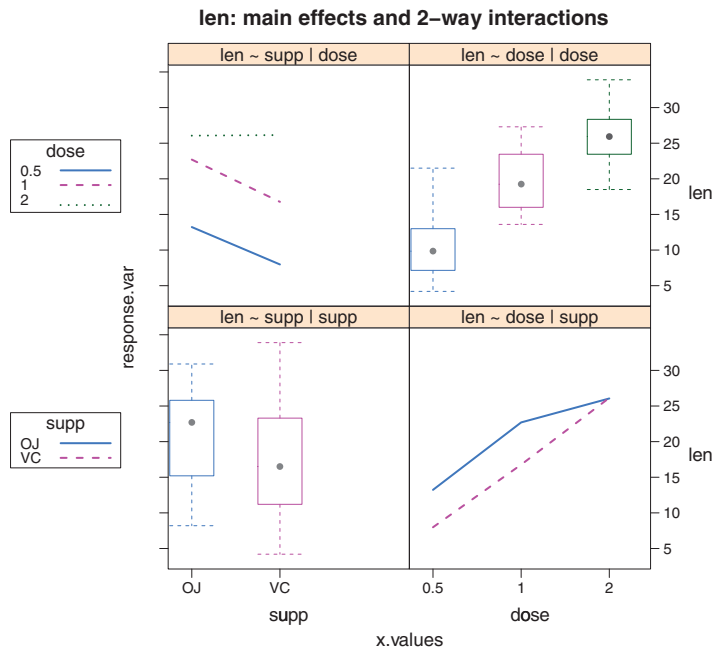 len: main effects and 2−way interactions
len ~ supp | dose
len ~ dose | dose
dose
0.5
1
2
30
25
20
15
10
5
len
response.var
len ~ supp | supp
len ~ dose | supp
supp
OJ
VC
30
25
20
15
10
5
len
OJ VC
0.5 1 2
supp
dose
x.values